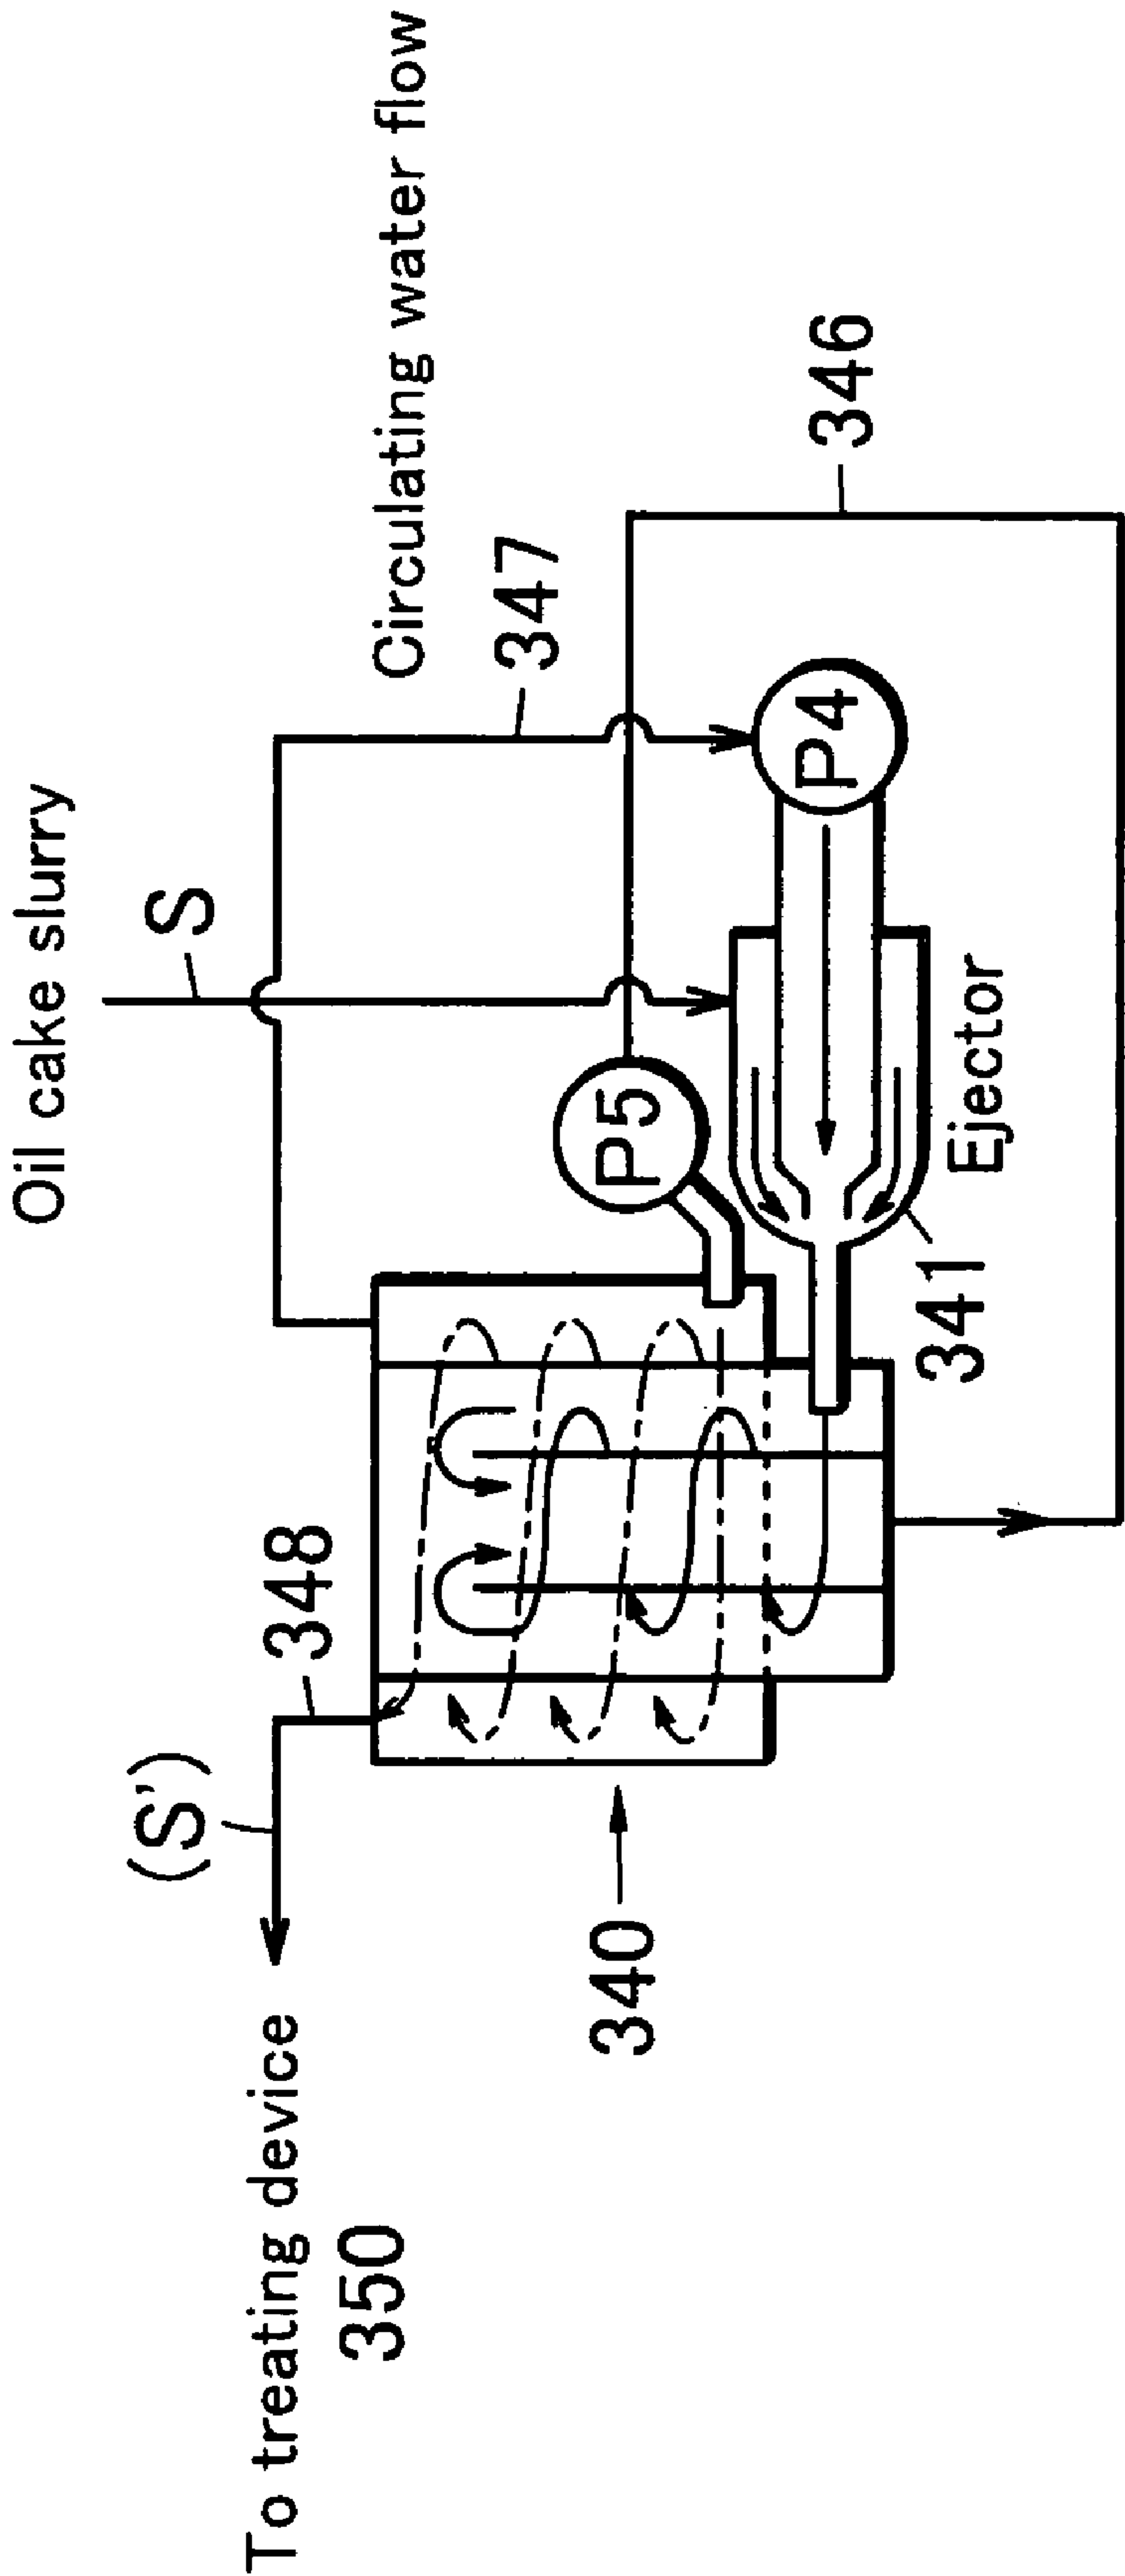 Oil cake slurry
S
Circulating water flow
347
(S')
348
To treating device
350
P5
P4
346
340
341
Ejector